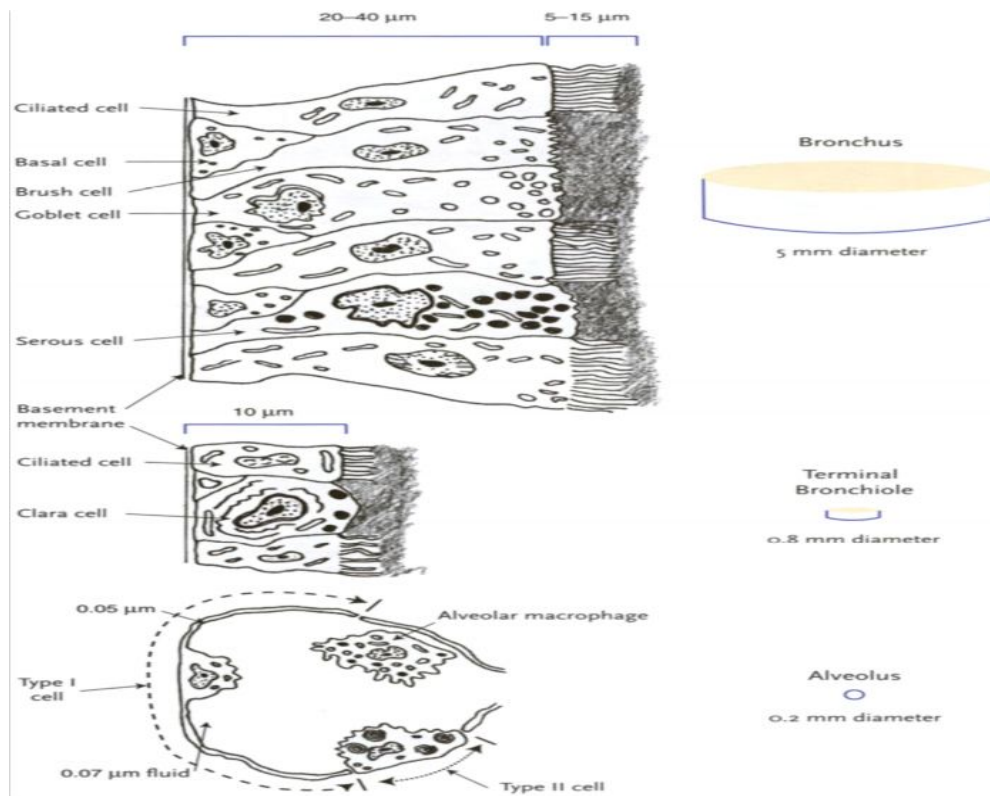 20–40 μm
5–15 μm
Ciliated cell
Basal cell
Brush cell
Goblet cell
Serous cell
Basement
membrane
Bronchus
5 mm diameter
10 μm
Ciliated cell
Clara cell
Terminal
Bronchiole
0.8 mm diameter
0.05 μm
Alveolar macrophage
Type I
cell
0.07 μm fluid
Type II cell
Alveolus
0.2 mm diameter